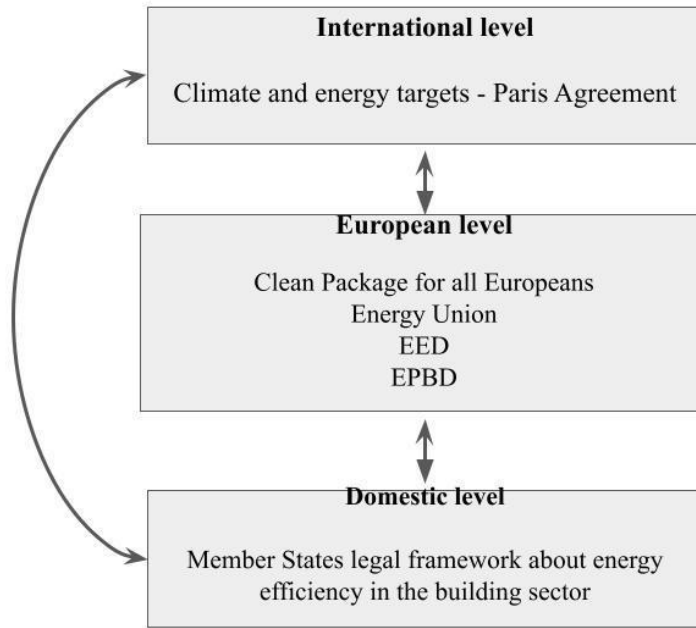 International level
Climate and energy targets - Paris Agreement
European level
Clean Package for all Europeans
Energy Union
EED
EPBD
Domestic level
Member States legal framework about energy
efficiency in the building sector